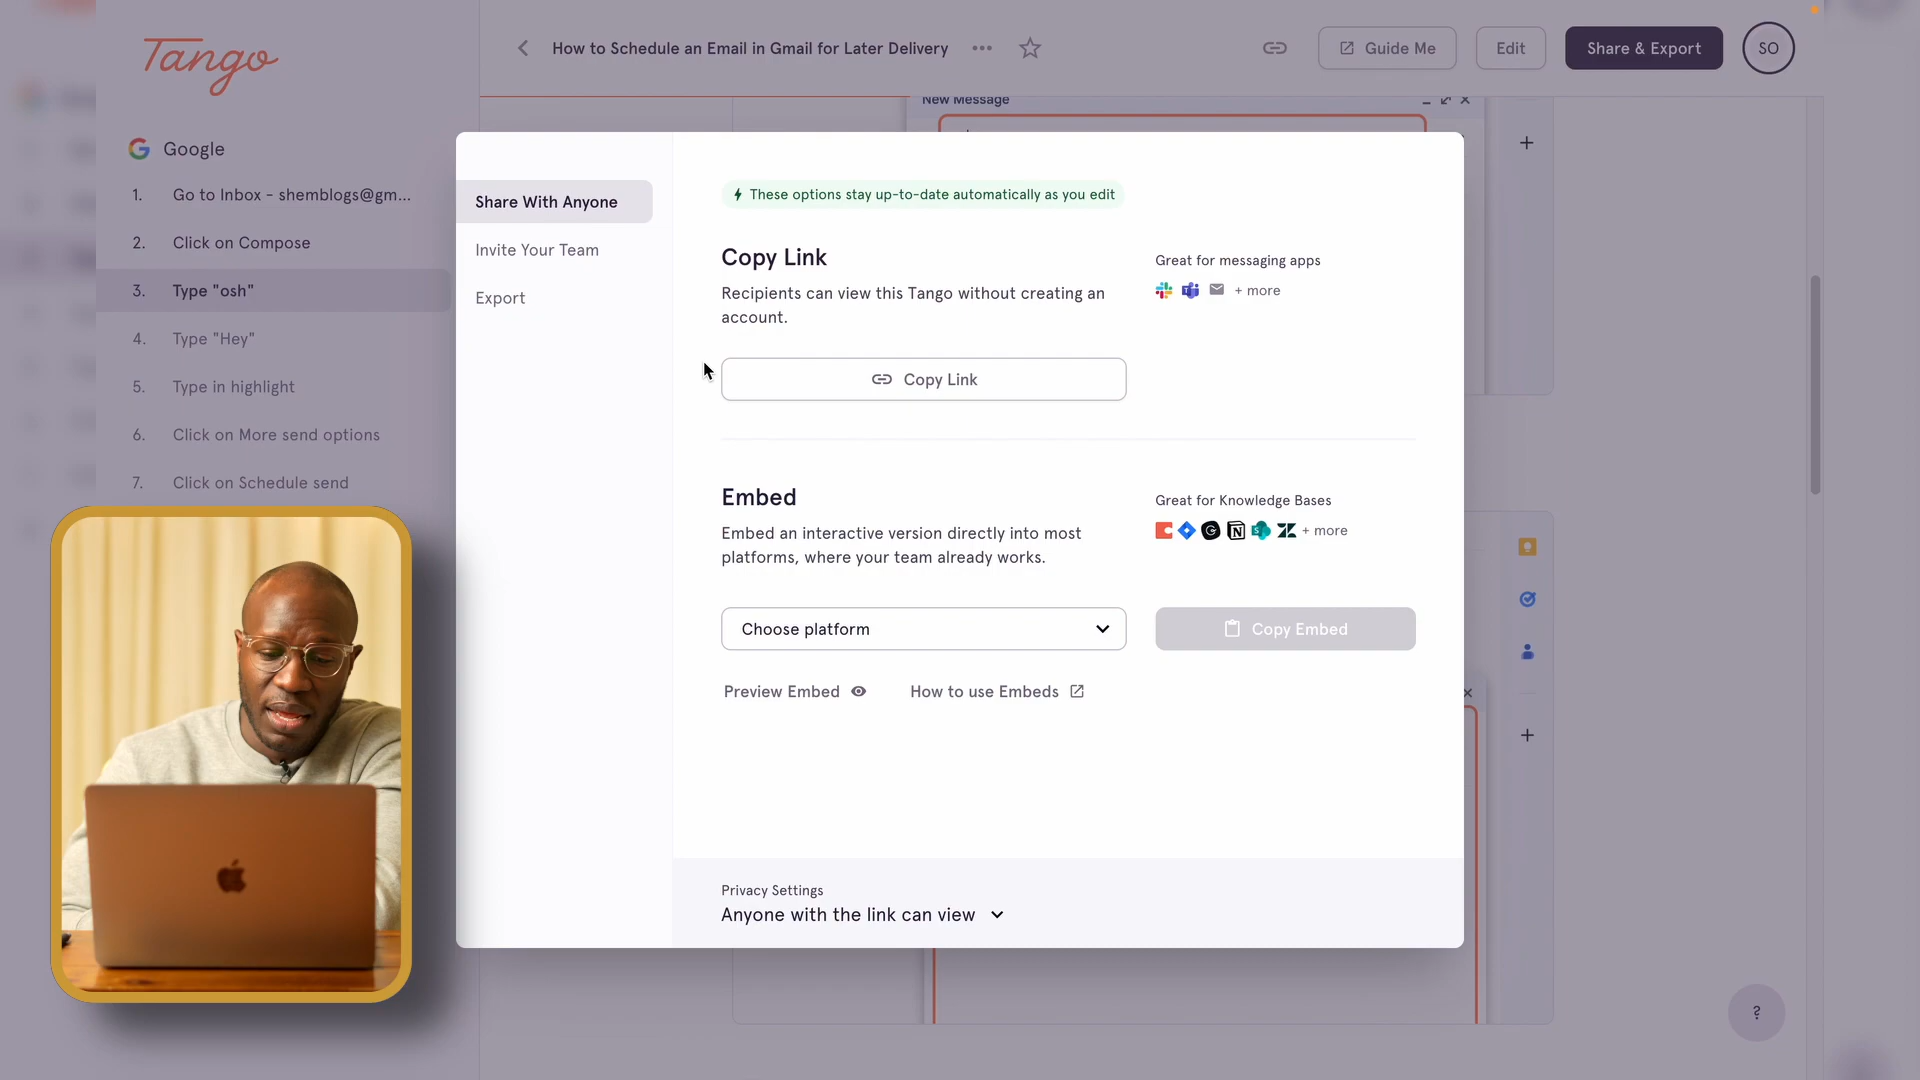 Tango
How to Schedule an Email in Gmail for Later Delivery
Guide Me
Edit
Share & Export
SO
Google
1. Go to Inbox - shemblogs@gm...
2. Click on Compose
3. Type "osh"
4. Type "Hey"
5. Type in highlight
6. Click on More send options
7. Click on Schedule send
New Message
Share With Anyone
Invite Your Team
Export
These options stay up-to-date automatically as you edit
Copy Link
Recipients can view this Tango without creating an
account.
Great for messaging apps
+ more
Copy Link
Embed
Embed an interactive version directly into most
platforms, where your team already works.
Great for Knowledge Bases
+ more
Choose platform
Copy Embed
Preview Embed
How to use Embeds
Privacy Settings
Anyone with the link can view
?